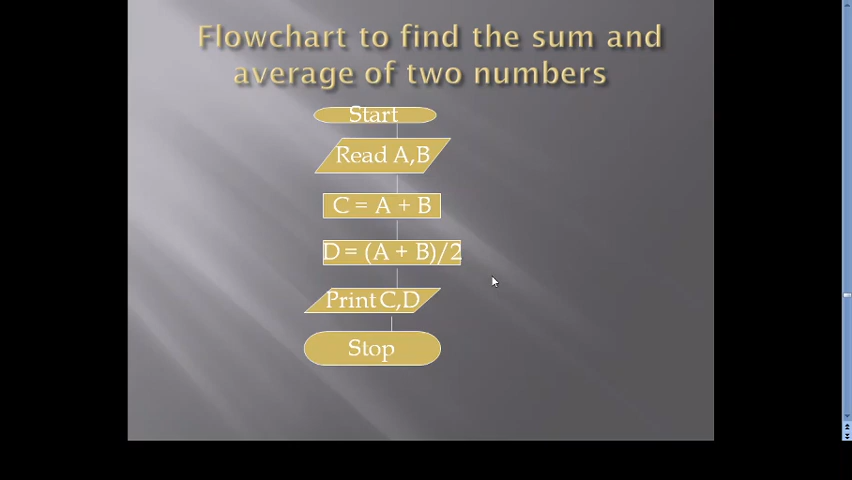 Flowchart to find the sum and
average of two numbers
Start
Read A,B
C = A + B
D = (A + B)/2
Print C,D
Stop